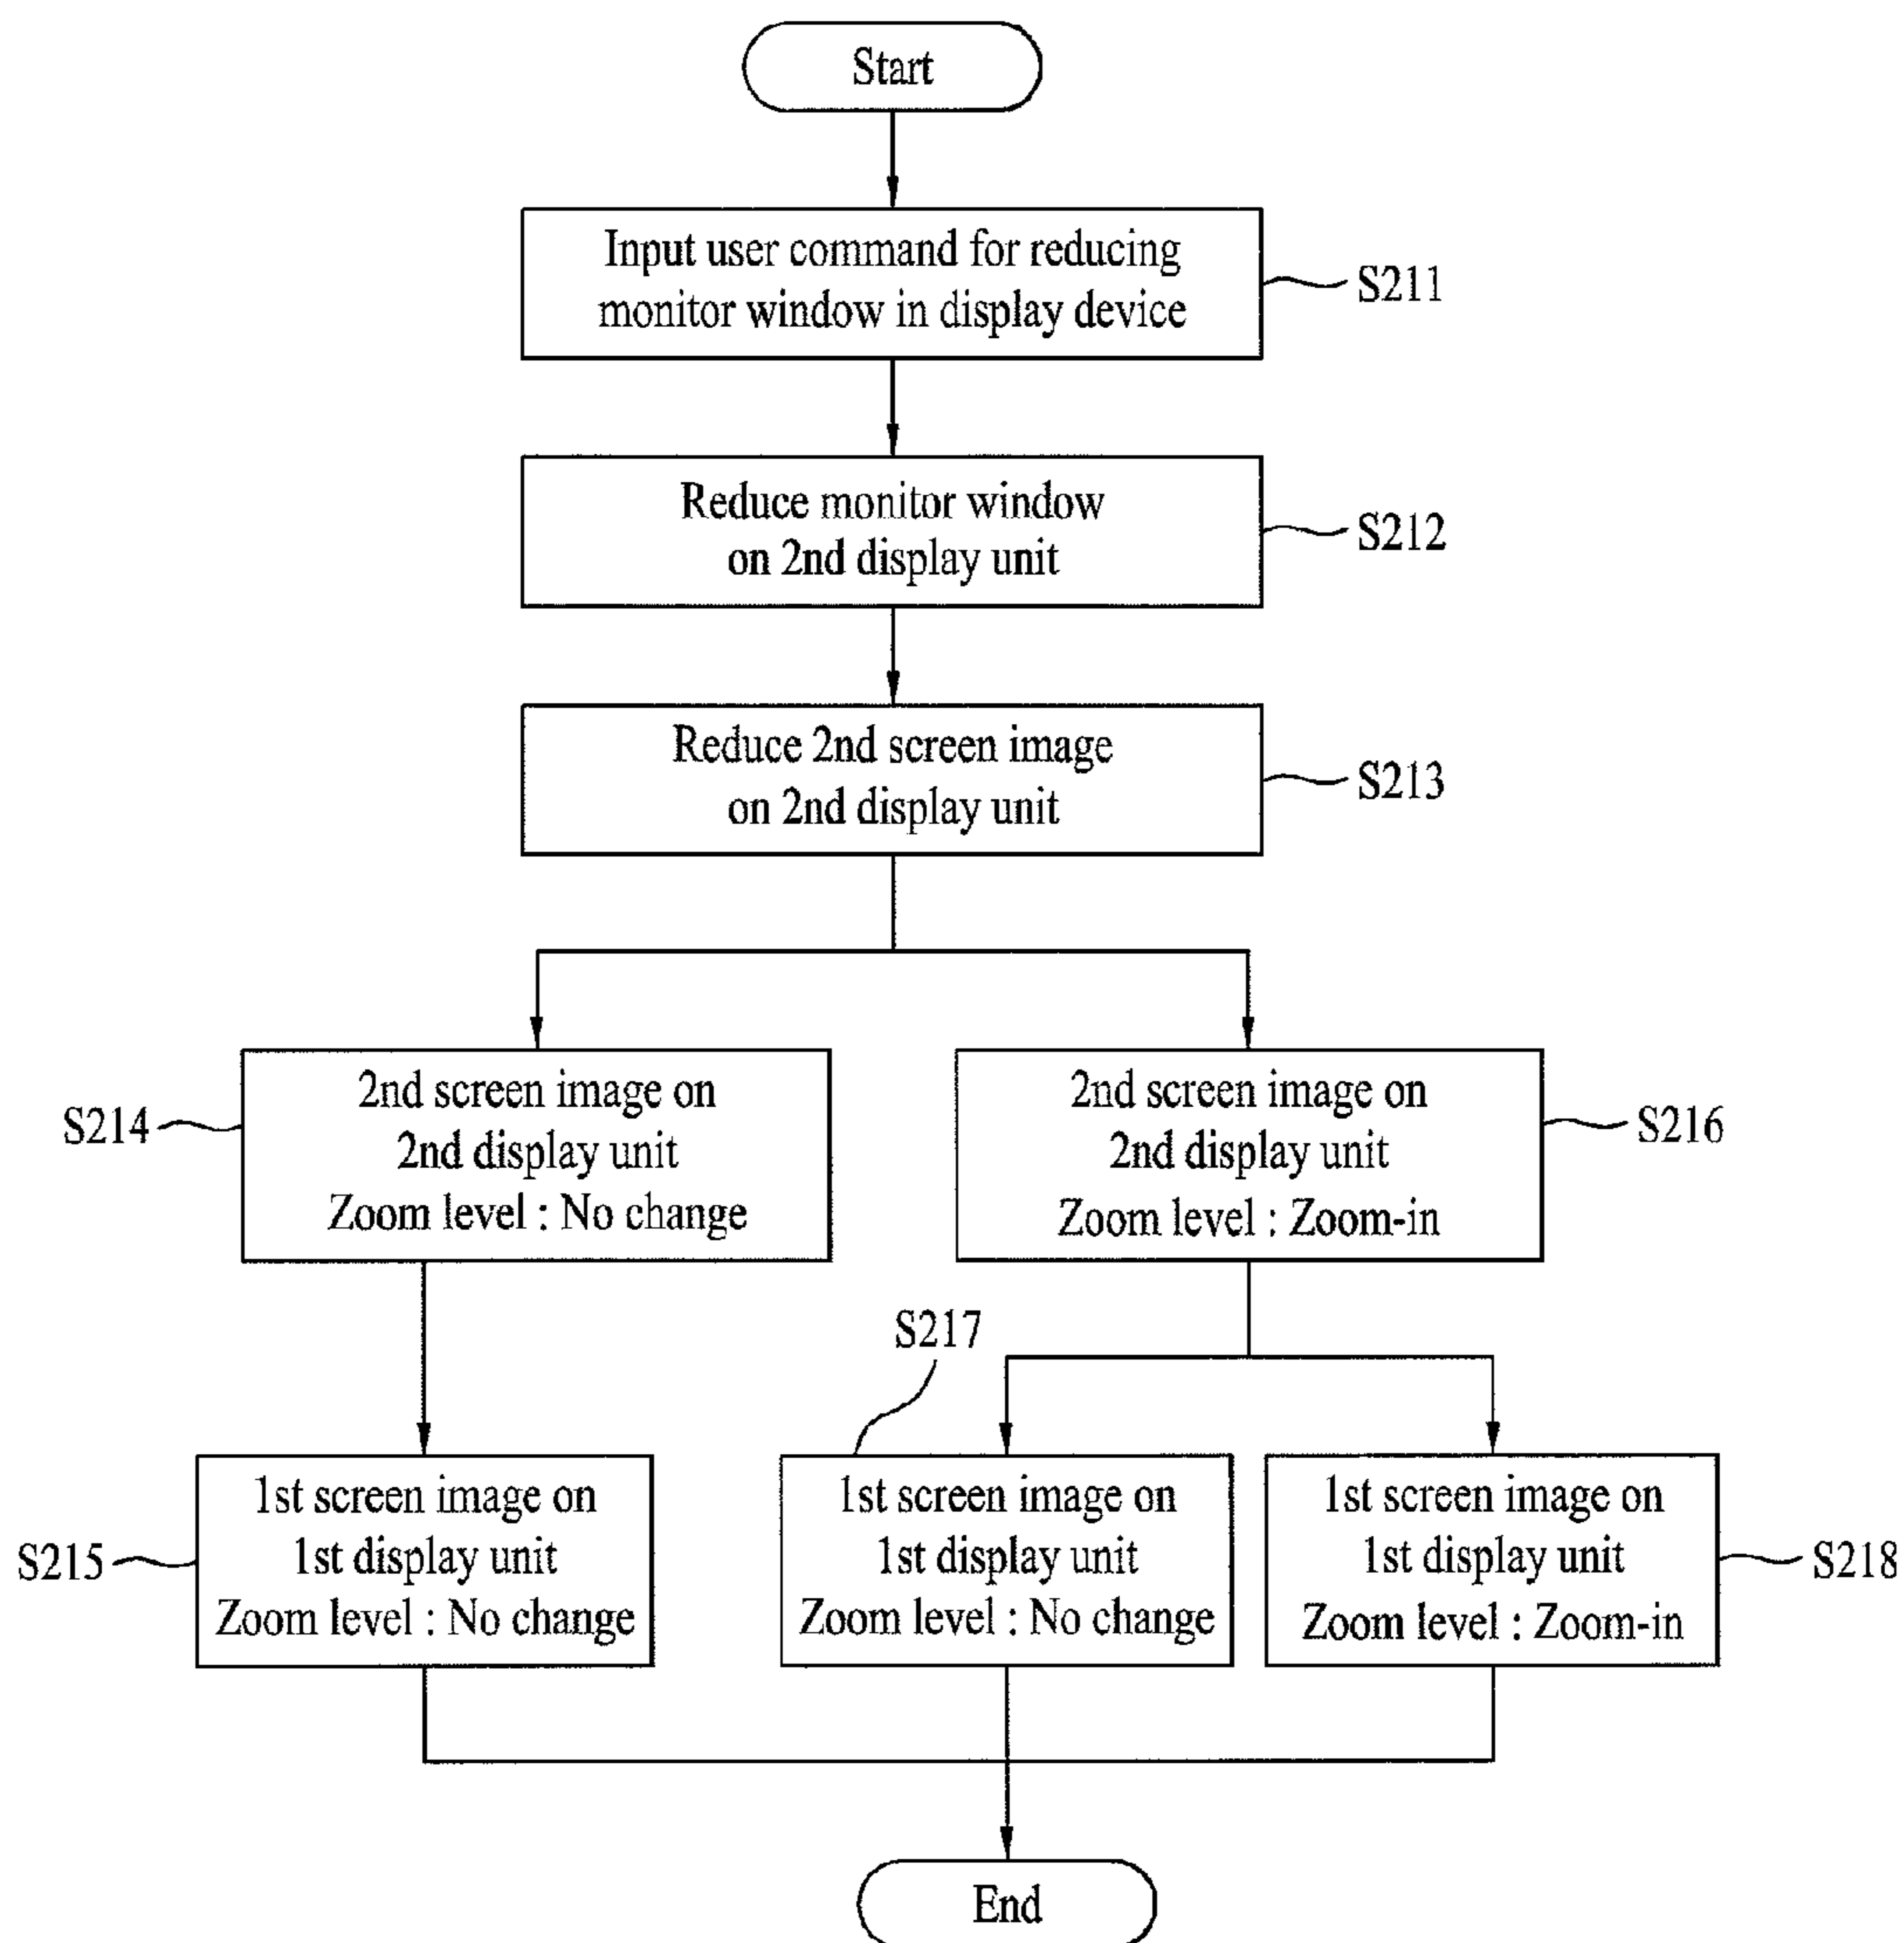 Start
Input user command for reducing
monitor window in display device
S211
Reduce monitor window
on 2nd display unit
S212
Reduce 2nd screen image
on 2nd display unit
S213
S214
2nd screen image on
2nd display unit
Zoom level : No change
2nd screen image on
2nd display unit
Zoom level : Zoom-in
S216
S217
S215
1st screen image on
1st display unit
Zoom level : No change
1st screen image on
1st display unit
Zoom level : No change
1st screen image on
1st display unit
Zoom level : Zoom-in
S218
End